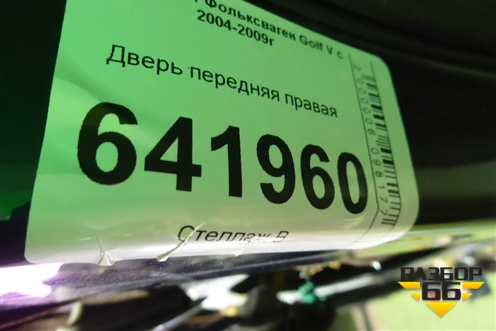 Фольксваген Golf V с
2004-2009г
Дверь передняя правая
641960
Стеллаж В
РАЗБОР
66